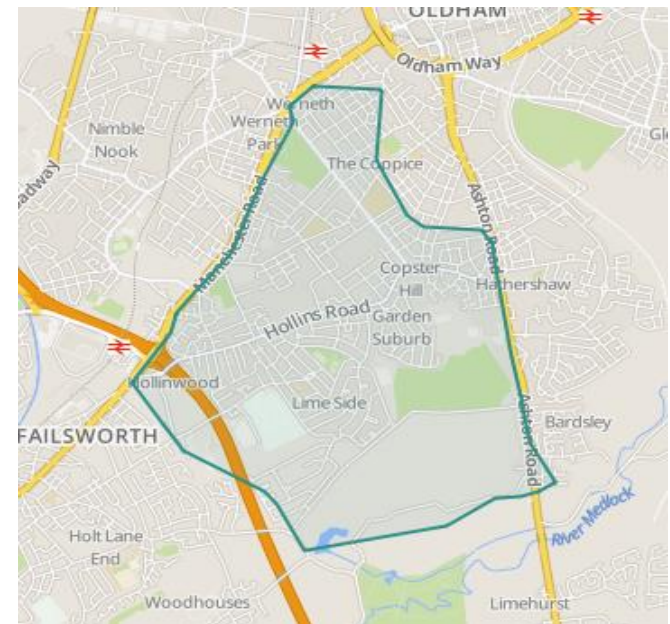 OLDHAM
Oldham Way
Werneth
Werneth
Park
Nimble
Nook
The Coppice
Manchester Road
Ashton Road
Copster
Hill
Hathershaw
Hollins Road
Garden
Suburb
Hollinwood
Lime Side
FAILSWORTH
Ashton Road
Bardsley
River Medlock
Holt Lane
End
Woodhouses
Limehurst